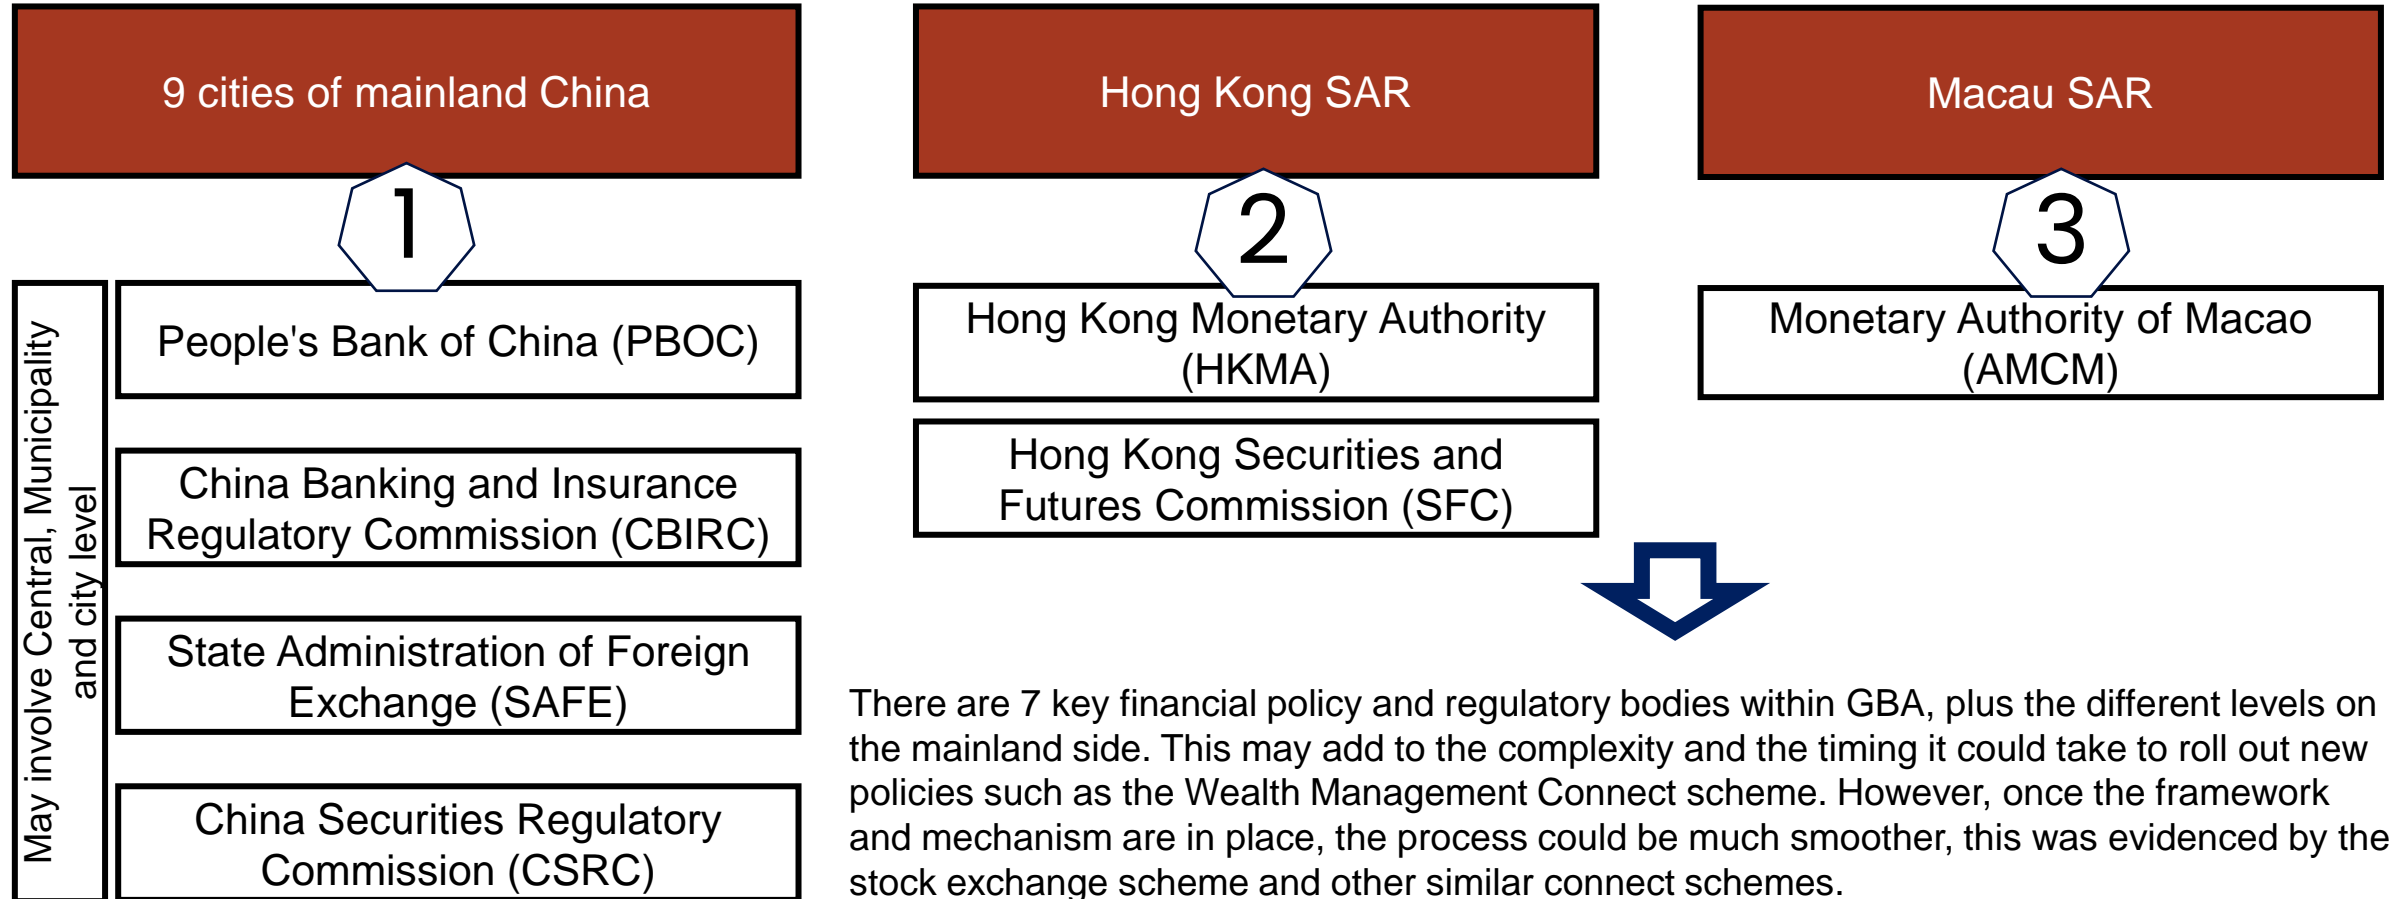 9 cities of mainland China
Hong Kong SAR
Macau SAR
1
2
3
May involve Central, Municipality
and city level
People's Bank of China (PBOC)
China Banking and Insurance
Regulatory Commission (CBIRC)
State Administration of Foreign
Exchange (SAFE)
China Securities Regulatory
Commission (CSRC)
Hong Kong Monetary Authority
(HKMA)
Hong Kong Securities and
Futures Commission (SFC)
Monetary Authority of Macao
(AMCM)
There are 7 key financial policy and regulatory bodies within GBA, plus the different levels on
the mainland side. This may add to the complexity and the timing it could take to roll out new
policies such as the Wealth Management Connect scheme. However, once the framework
and mechanism are in place, the process could be much smoother, this was evidenced by the
stock exchange scheme and other similar connect schemes.